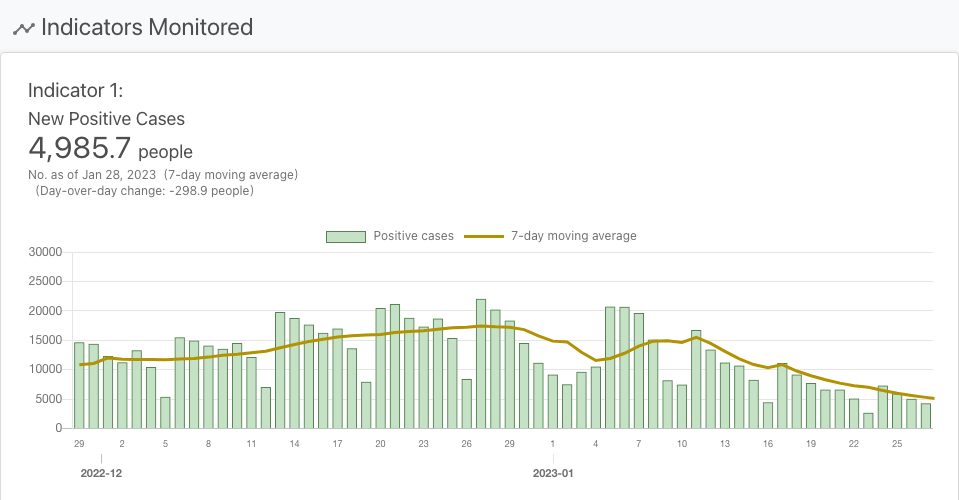 Indicators Monitored
Indicator 1:
New Positive Cases
4,985.7 people
No. as of Jan 28, 2023 (7-day moving average)
(Day-over-day change: -298.9 people)
Positive cases 7-day moving average
30000
25000
20000
15000
10000
5000
0
29 2 5 8 11 14 17 20 23 26 29 1 4 7 10 13 16 19 22 25
2022-12 2023-01